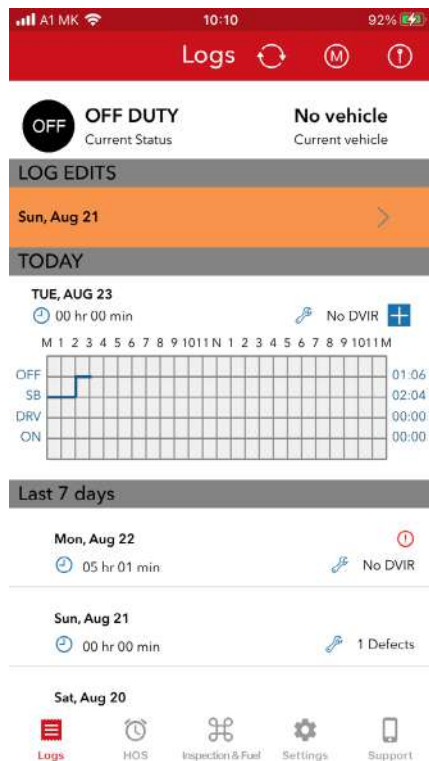 A1 MK 10:10 92%
Logs M
OFF OFF DUTY No vehicle
Current Status Current vehicle
LOG EDITS
Sun, Aug 21
TODAY
TUE, AUG 23
00 hr 00 min No DVIR
M 1 2 3 4 5 6 7 8 9 1011 N 1 2 3 4 5 6 7 8 9 1011 M
OFF 01:06
SB 02:04
DRV 00:00
ON 00:00
Last 7 days
Mon, Aug 22
05 hr 01 min No DVIR
Sun, Aug 21
00 hr 00 min 1 Defects
Sat, Aug 20
Logs HOS Inspection & Fuel Settings Support